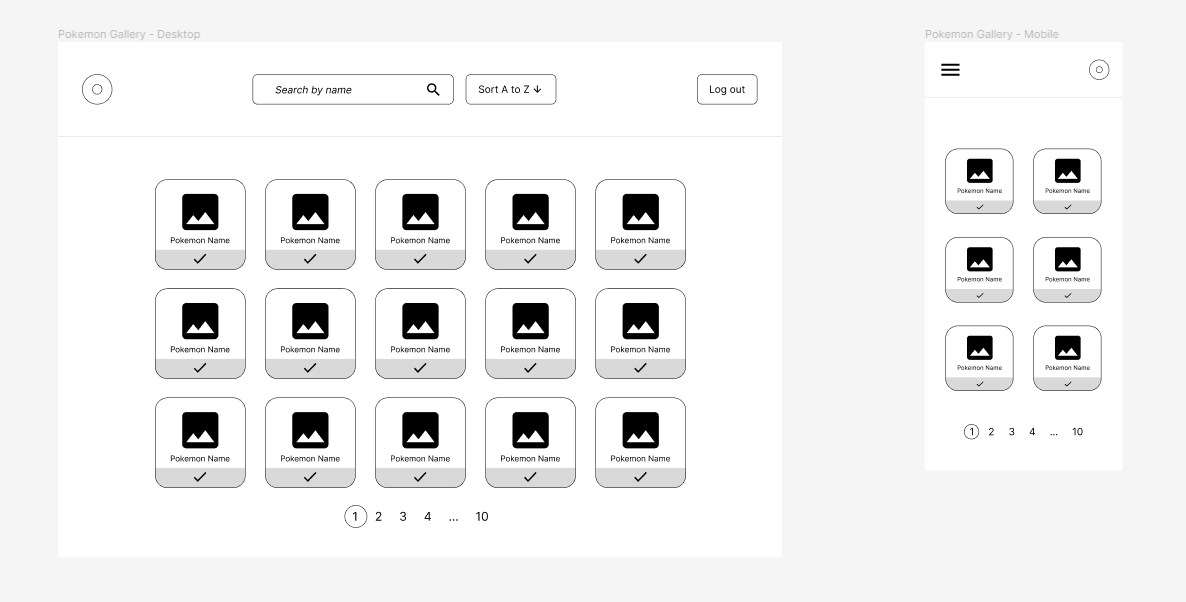 Pokemon Gallery - Desktop
Search by name
Sort A to Z ↓
Log out
Pokemon Name Pokemon Name Pokemon Name Pokemon Name Pokemon Name
Pokemon Name Pokemon Name Pokemon Name Pokemon Name Pokemon Name
Pokemon Name Pokemon Name Pokemon Name Pokemon Name Pokemon Name
1 2 3 4 ... 10
Pokemon Gallery - Mobile
Pokemon Name Pokemon Name
Pokemon Name Pokemon Name
Pokemon Name Pokemon Name
1 2 3 4 ... 10